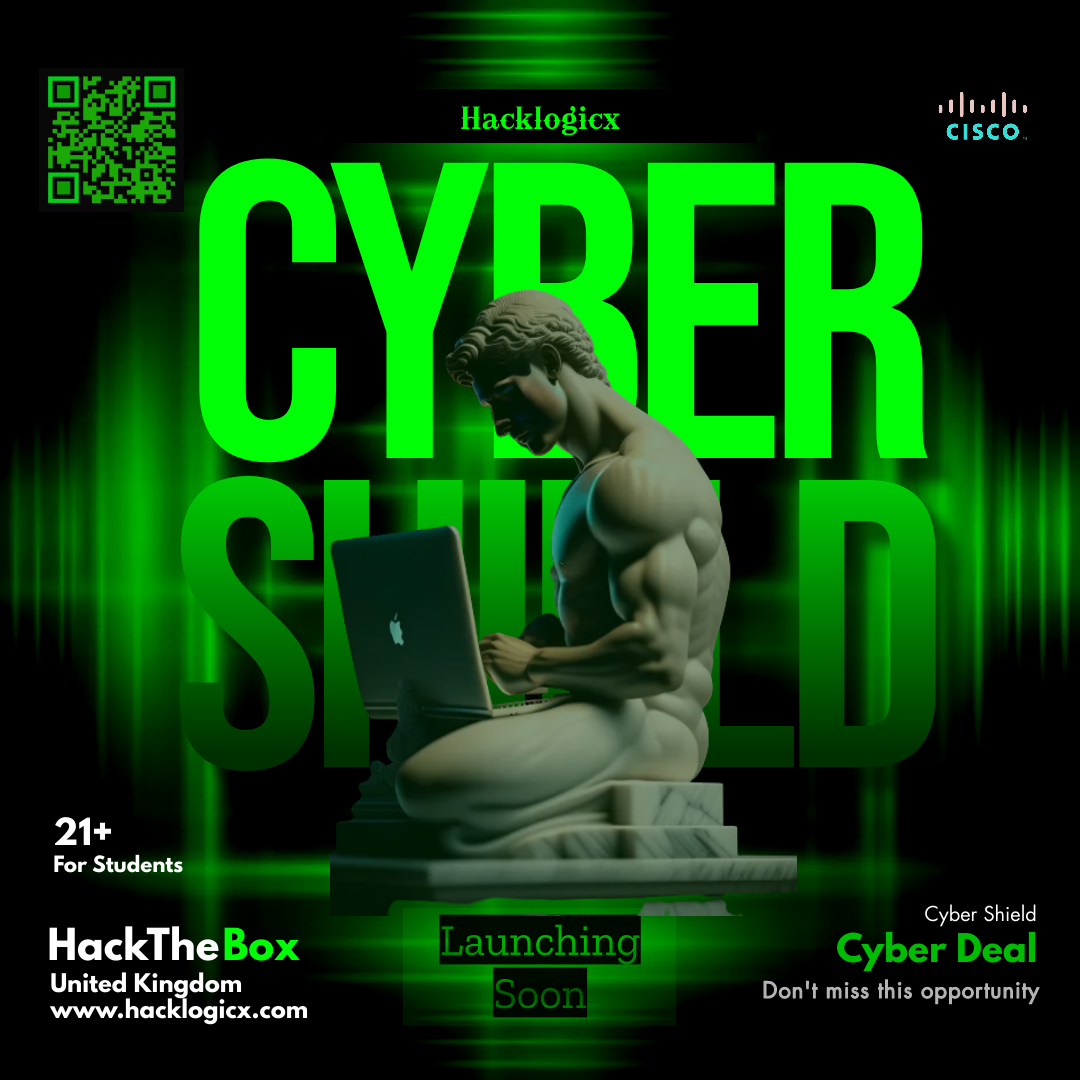 Hacklogicx
CISCO
CYBER
SHIELD
21+
For Students
HackTheBox
United Kingdom
www.hacklogicx.com
Launching
Soon
Cyber Shield
Cyber Deal
Don't miss this opportunity